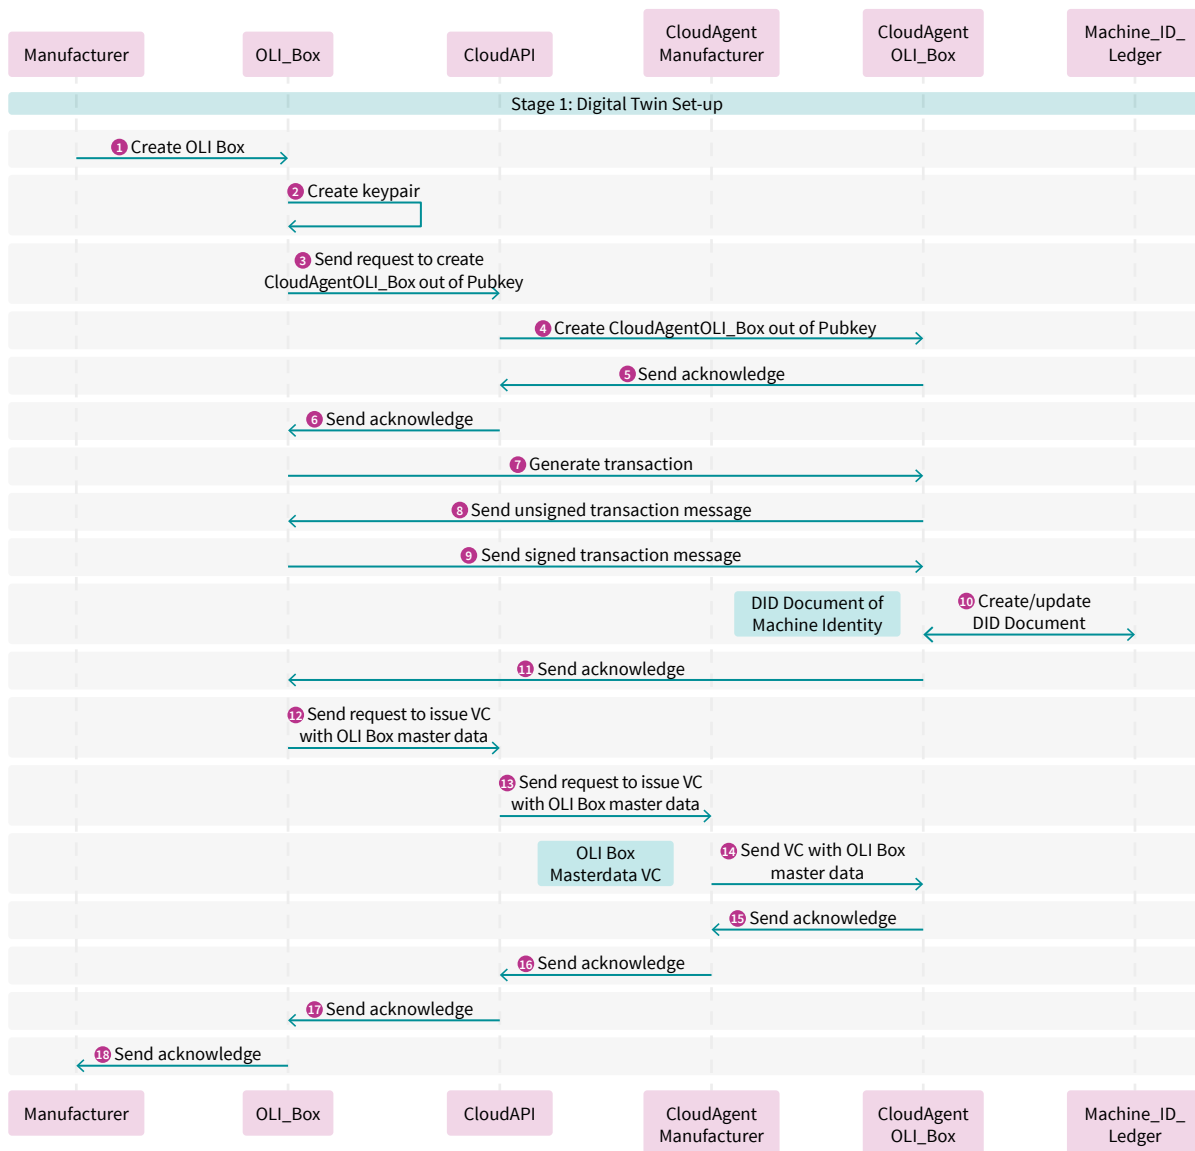 Manufacturer
OLI_Box
CloudAPI
CloudAgent
Manufacturer
CloudAgent
OLI_Box
Machine_ID_
Ledger
Stage 1: Digital Twin Set-up
1 Create OLI Box
2 Create keypair
3 Send request to create
CloudAgentOLI_Box out of Pubkey
4 Create CloudAgentOLI_Box out of Pubkey
5 Send acknowledge
6 Send acknowledge
7 Generate transaction
8 Send unsigned transaction message
9 Send signed transaction message
DID Document of
Machine Identity
10 Create/update
DID Document
11 Send acknowledge
12 Send request to issue VC
with OLI Box master data
13 Send request to issue VC
with OLI Box master data
OLI Box
Masterdata VC
14 Send VC with OLI Box
master data
15 Send acknowledge
16 Send acknowledge
17 Send acknowledge
18 Send acknowledge
Manufacturer
OLI_Box
CloudAPI
CloudAgent
Manufacturer
CloudAgent
OLI_Box
Machine_ID_
Ledger